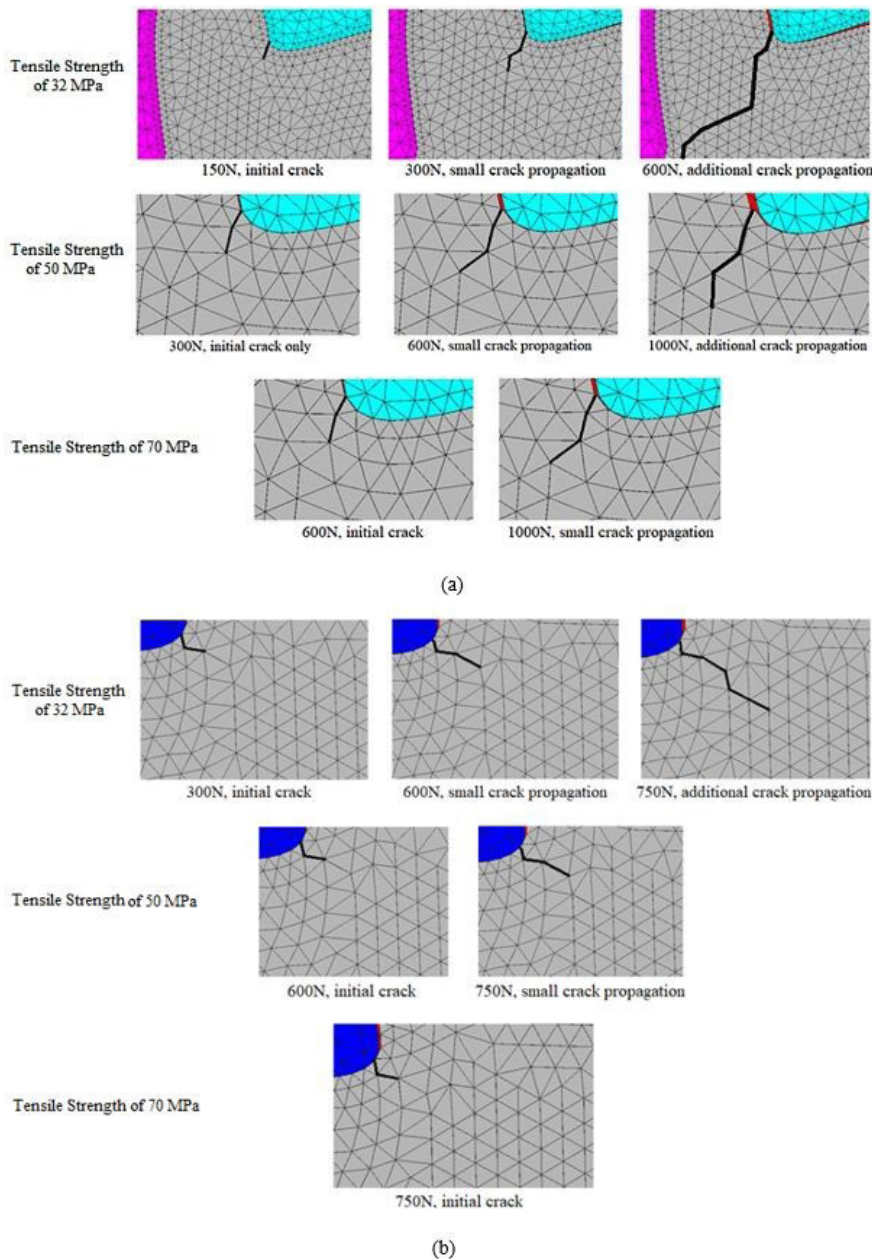 Tensile Strength
of 32 MPa
150N, initial crack
300N, small crack propagation
600N, additional crack propagation
Tensile Strength
of 50 MPa
300N, initial crack only
600N, small crack propagation
1000N, additional crack propagation
Tensile Strength of 70 MPa
600N, initial crack
1000N, small crack propagation
(a)
Tensile Strength
of 32 MPa
300N, initial crack
600N, small crack propagation
750N, additional crack propagation
Tensile Strength of 50 MPa
600N, initial crack
750N, small crack propagation
Tensile Strength of 70 MPa
750N, initial crack
(b)